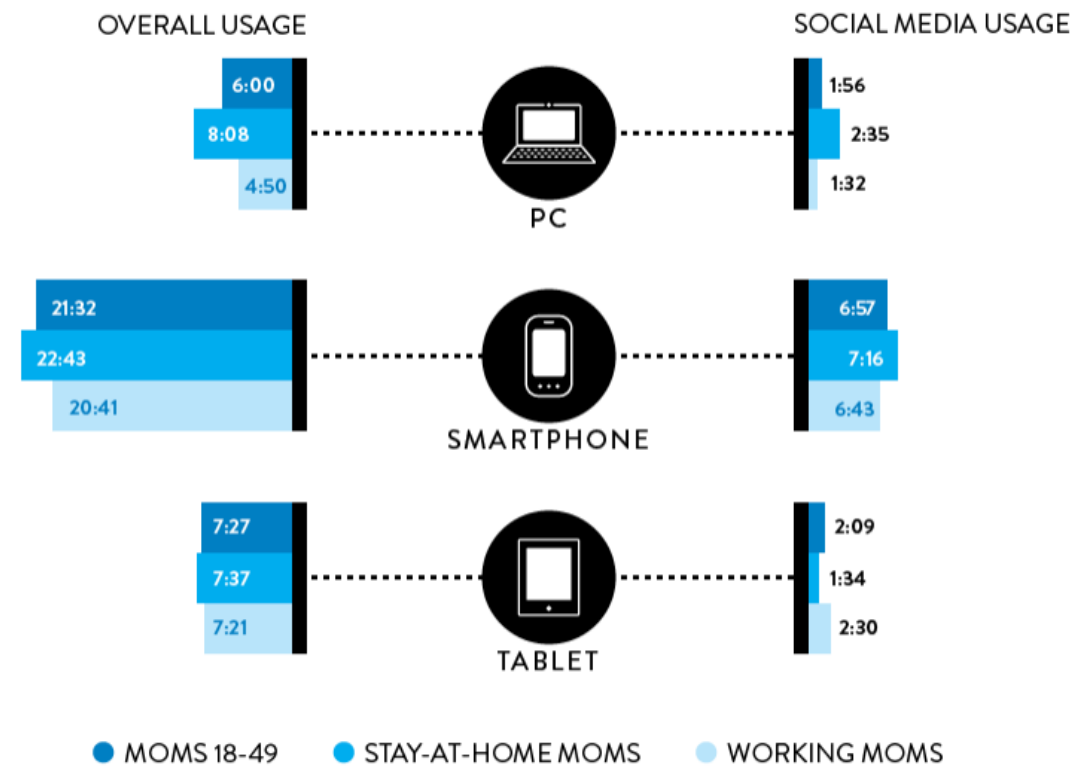 OVERALL USAGE
SOCIAL MEDIA USAGE
6:00
8:08
4:50
PC
1:56
2:35
1:32
21:32
22:43
20:41
SMARTPHONE
6:57
7:16
6:43
7:27
7:37
7:21
TABLET
2:09
1:34
2:30
MOMS 18-49
STAY-AT-HOME MOMS
WORKING MOMS